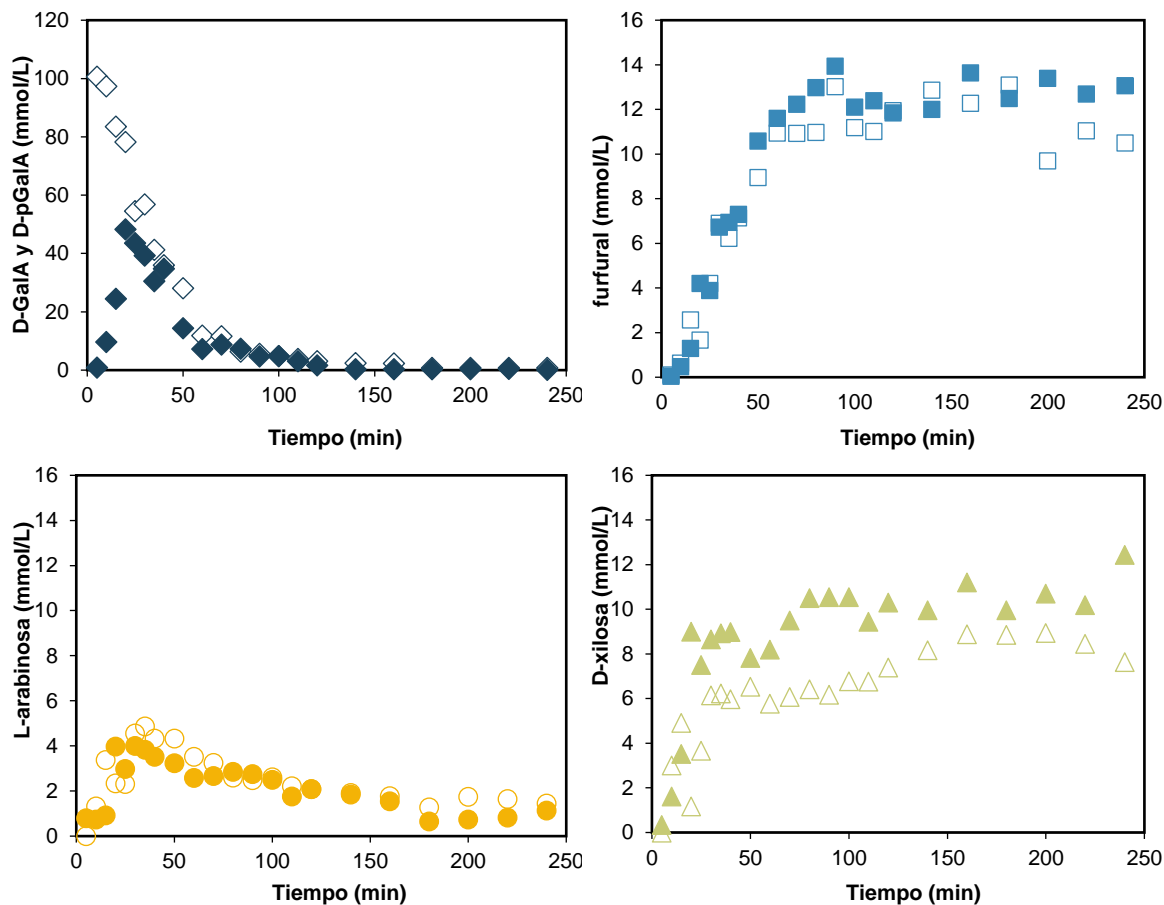 D-GalA y D-pGalA (mmol/L)
120
100
80
60
40
20
0
0 50 100 150 200 250
Tiempo (min)
furfural (mmol/L)
16
14
12
10
8
6
4
2
0
0 50 100 150 200 250
Tiempo (min)
L-arabinosa (mmol/L)
16
14
12
10
8
6
4
2
0
0 50 100 150 200 250
Tiempo (min)
D-xilosa (mmol/L)
16
14
12
10
8
6
4
2
0
0 50 100 150 200 250
Tiempo (min)